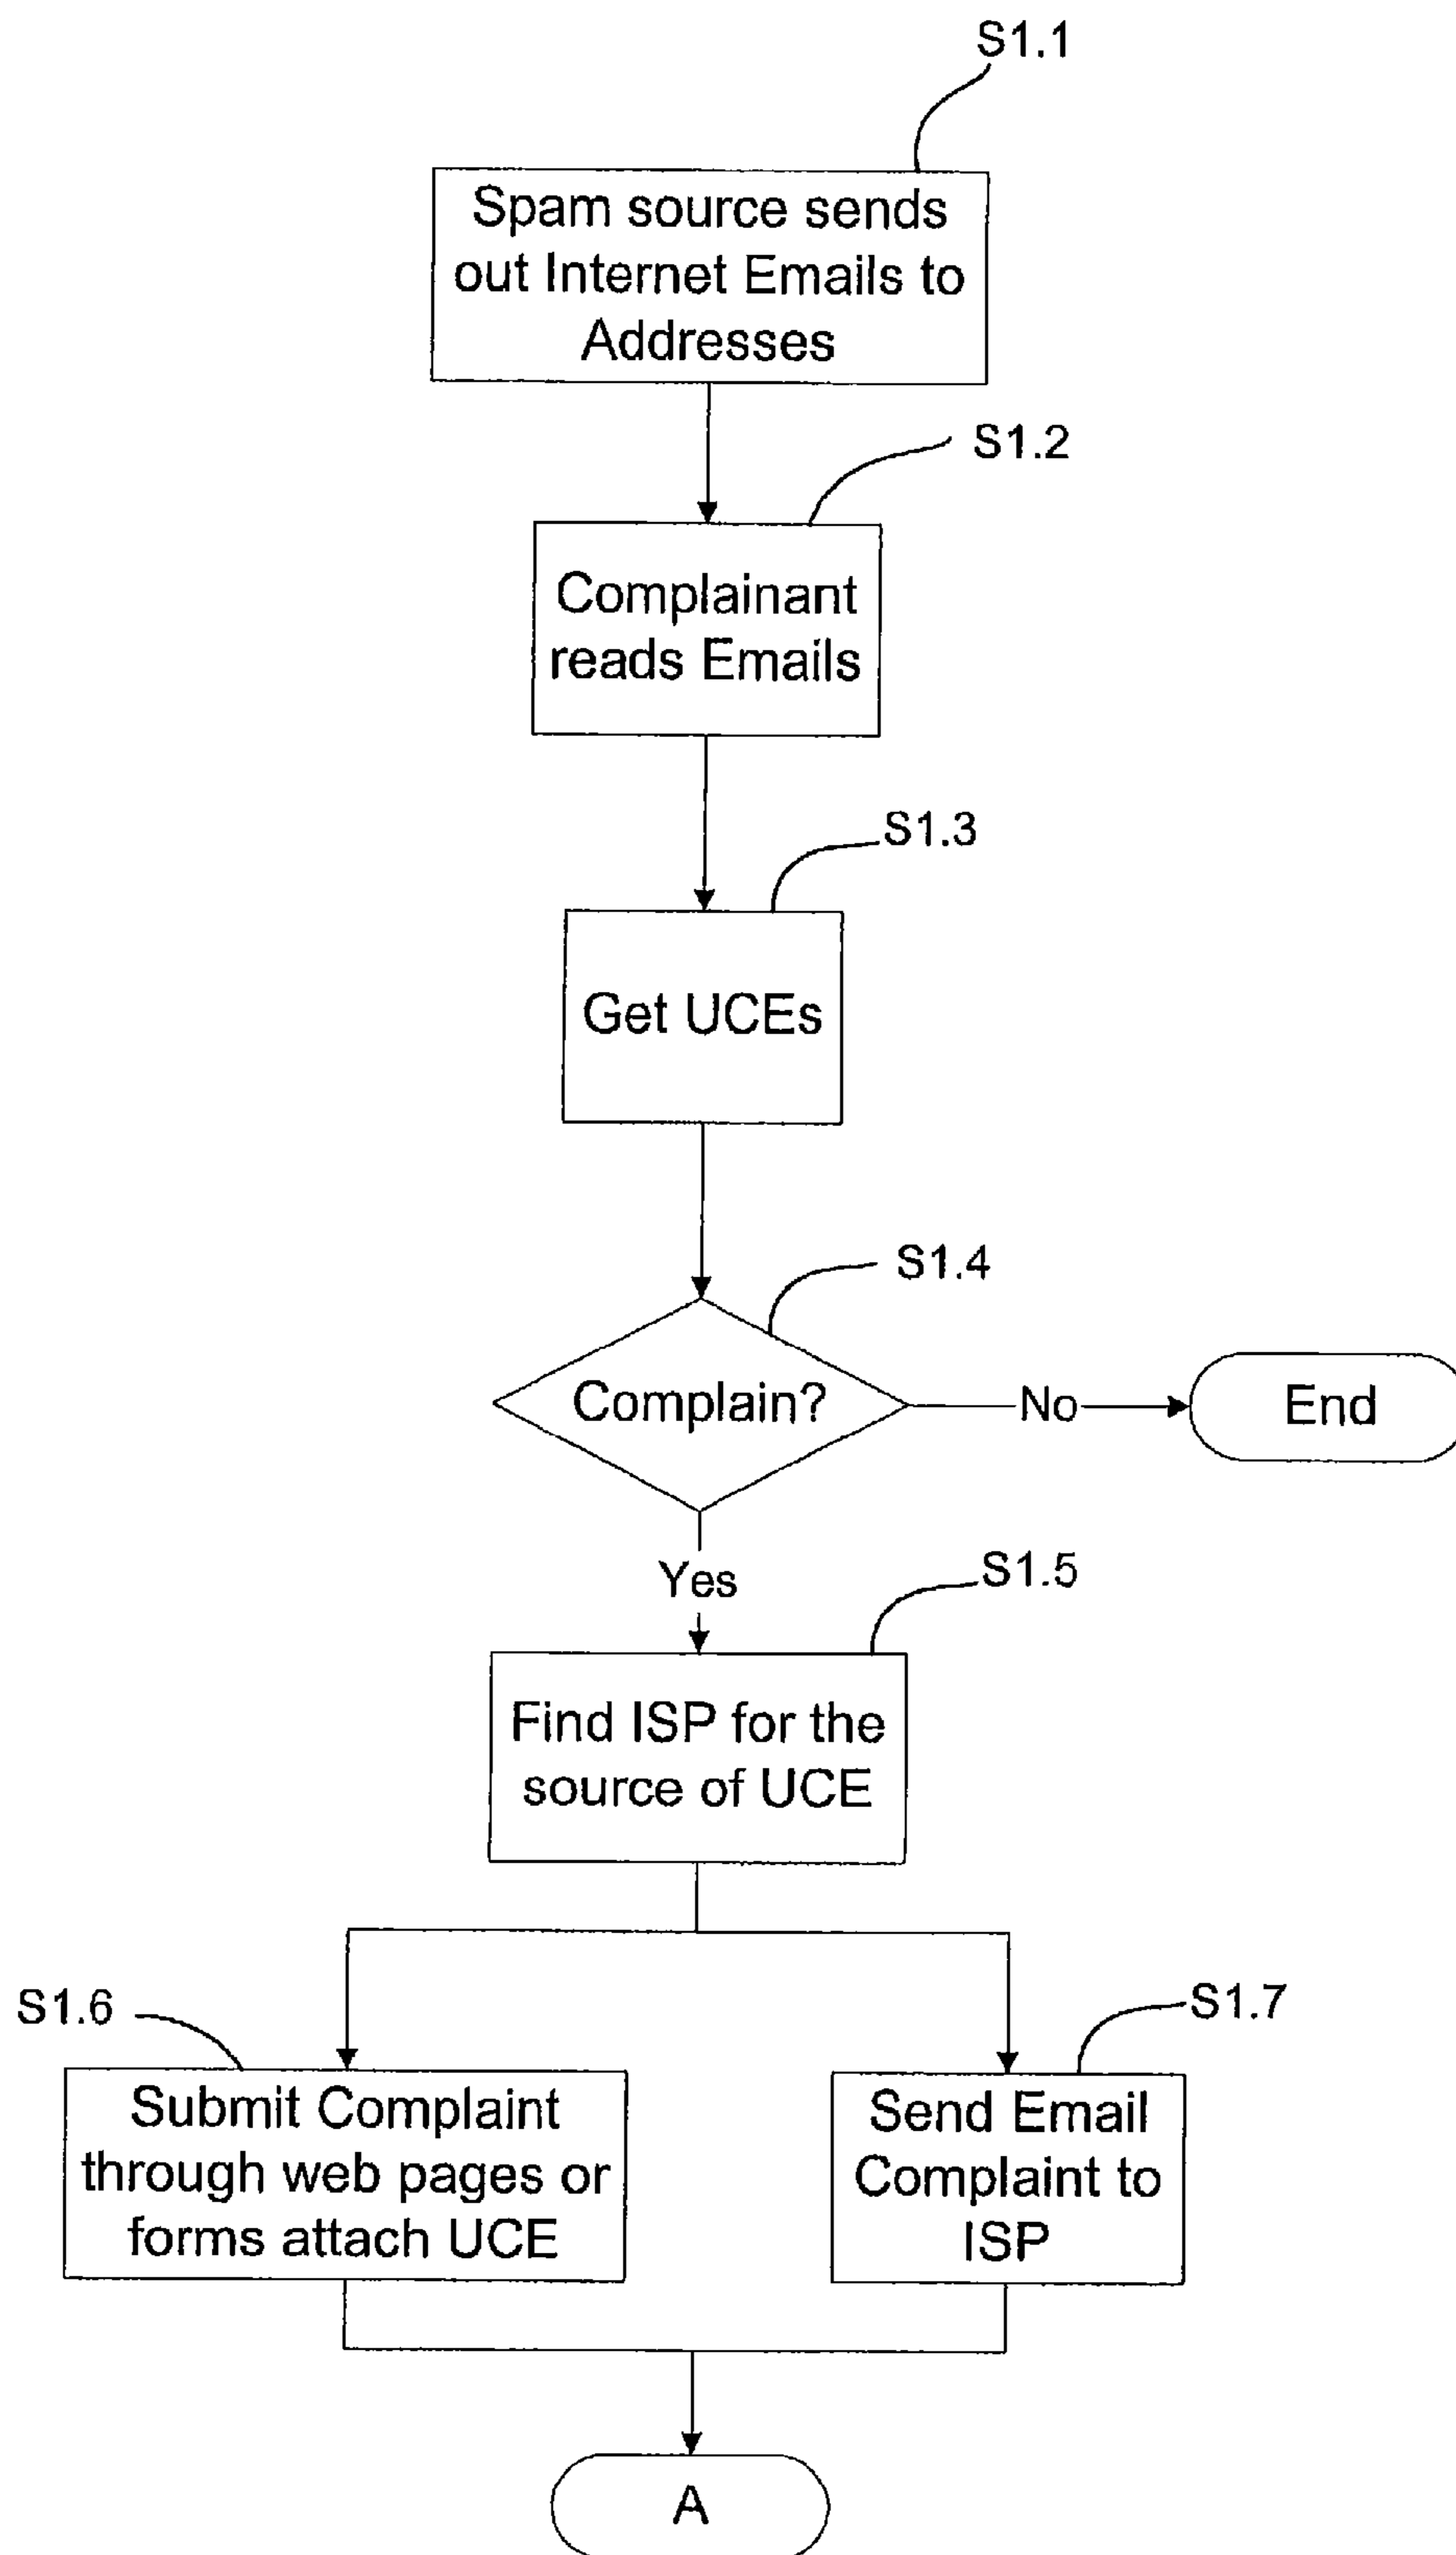 S1.1
Spam source sends
out Internet Emails to
Addresses
S1.2
Complainant
reads Emails
S1.3
Get UCEs
S1.4
Complain?
No
End
Yes
S1.5
Find ISP for the
source of UCE
S1.6
S1.7
Submit Complaint
through web pages or
forms attach UCE
Send Email
Complaint to
ISP
A